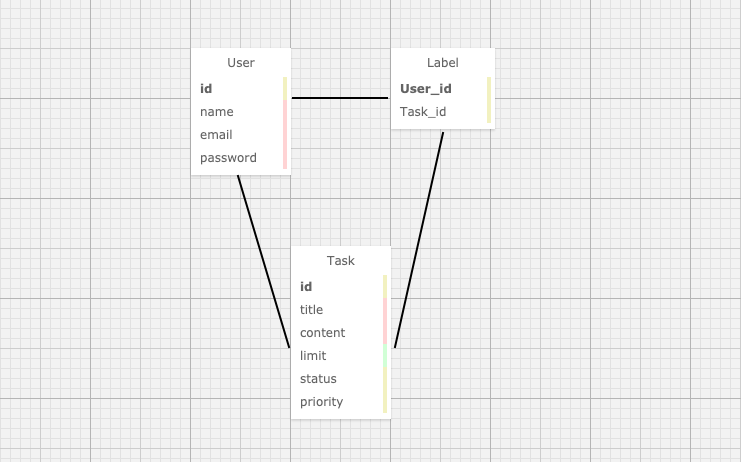 User
id
name
email
password
Label
User_id
Task_id
Task
id
title
content
limit
status
priority